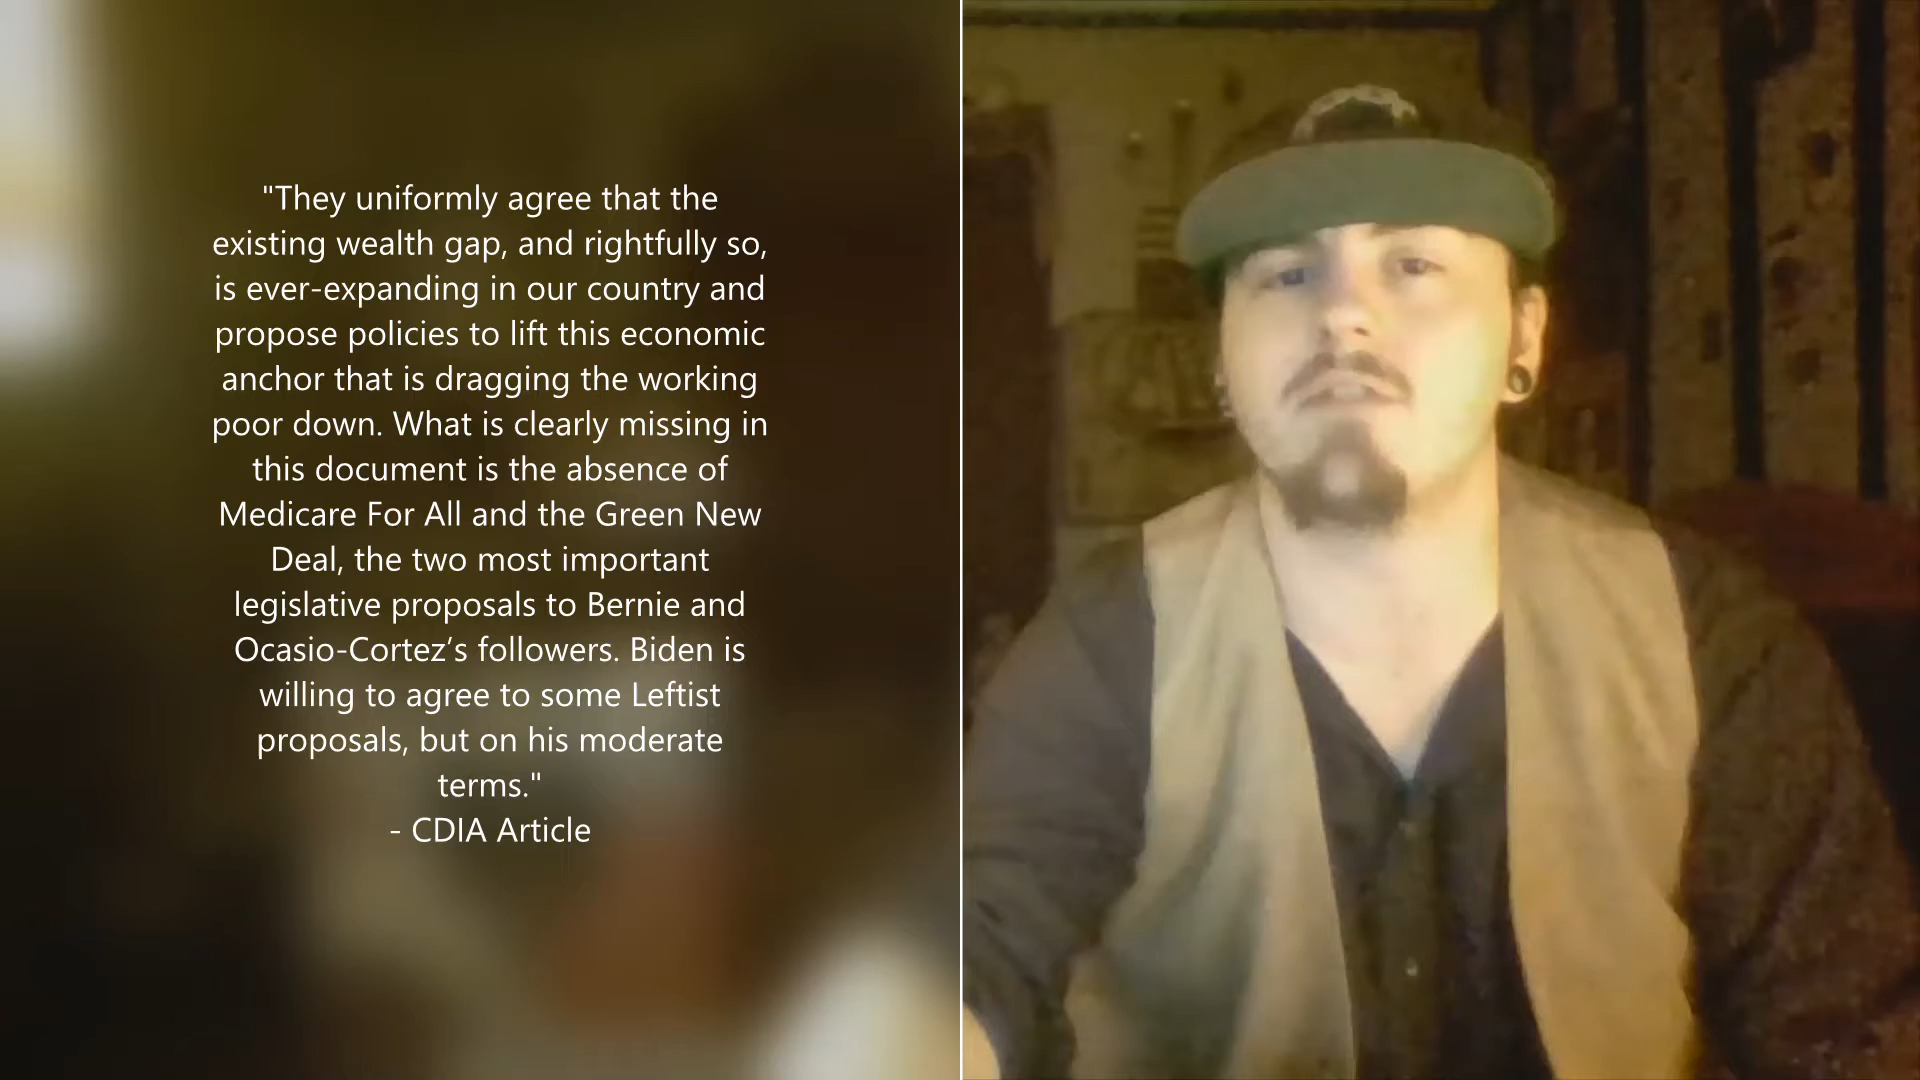 "They uniformly agree that the
existing wealth gap, and rightfully so,
is ever-expanding in our country and
propose policies to lift this economic
anchor that is dragging the working
poor down. What is clearly missing in
this document is the absence of
Medicare For All and the Green New
Deal, the two most important
legislative proposals to Bernie and
Ocasio-Cortez’s followers. Biden is
willing to agree to some Leftist
proposals, but on his moderate
terms."
- CDIA Article